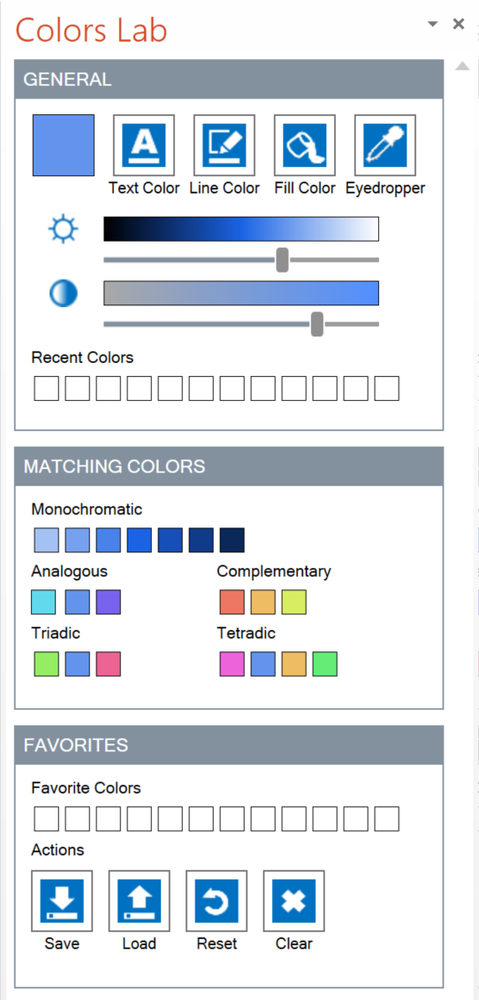 Colors Lab
GENERAL
Text Color Line Color Fill Color Eyedropper
Recent Colors
MATCHING COLORS
Monochromatic
Analogous Complementary
Triadic Tetradic
FAVORITES
Favorite Colors
Actions
Save Load Reset Clear